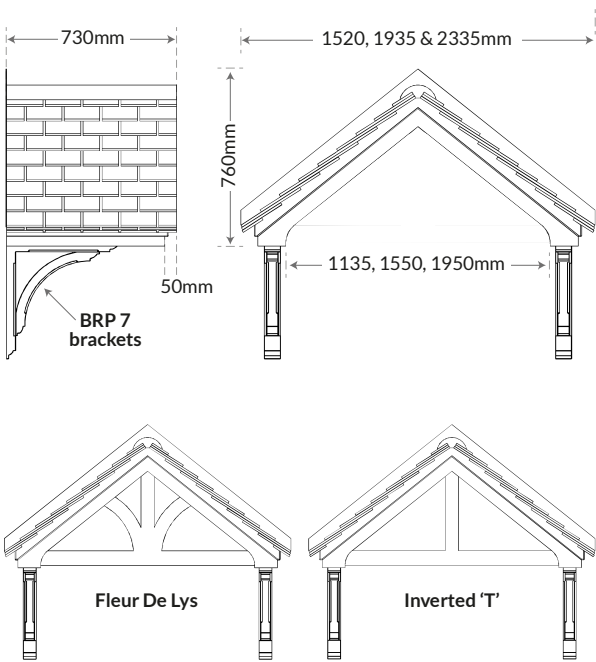 730mm
1520, 1935 & 2335mm
760mm
1135, 1550, 1950mm
50mm
BRP 7
brackets
Fleur De Lys
Inverted ‘T’